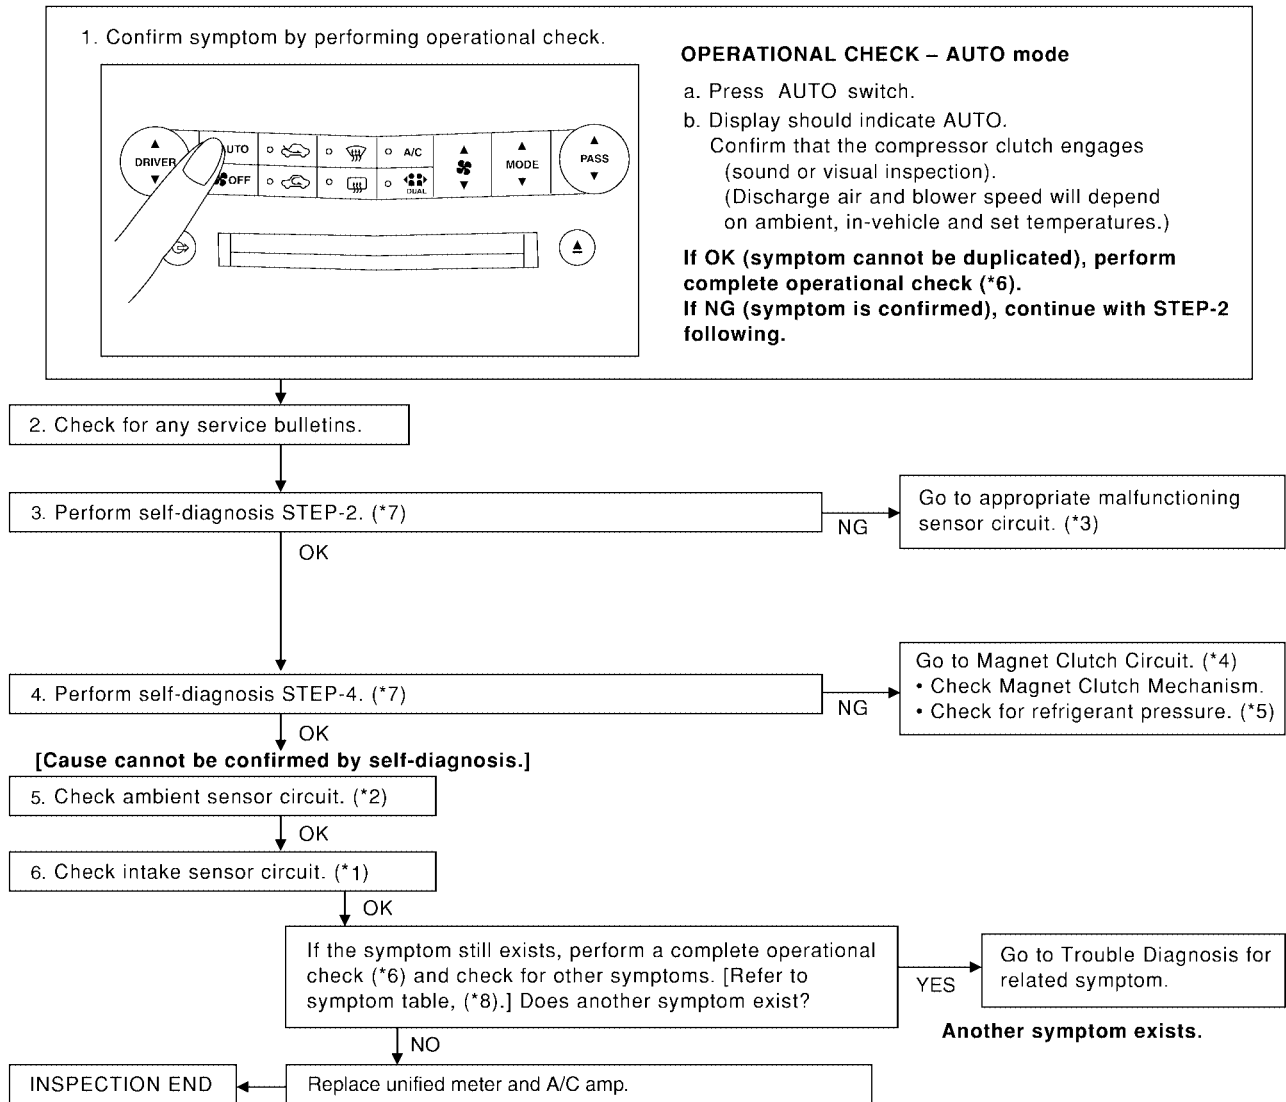 1. Confirm symptom by performing operational check.
DRIVER
UTO
OFF
A/C
DUAL
MODE
PASS
OPERATIONAL CHECK – AUTO mode
a. Press AUTO switch.
b. Display should indicate AUTO.
Confirm that the compressor clutch engages
(sound or visual inspection).
(Discharge air and blower speed will depend
on ambient, in-vehicle and set temperatures.)
If OK (symptom cannot be duplicated), perform
complete operational check (*6).
If NG (symptom is confirmed), continue with STEP-2
following.
2. Check for any service bulletins.
3. Perform self-diagnosis STEP-2. (*7)
NG
Go to appropriate malfunctioning
sensor circuit. (*3)
OK
4. Perform self-diagnosis STEP-4. (*7)
NG
Go to Magnet Clutch Circuit. (*4)
• Check Magnet Clutch Mechanism.
• Check for refrigerant pressure. (*5)
OK
[Cause cannot be confirmed by self-diagnosis.]
5. Check ambient sensor circuit. (*2)
OK
6. Check intake sensor circuit. (*1)
OK
If the symptom still exists, perform a complete operational
check (*6) and check for other symptoms. [Refer to
symptom table, (*8).] Does another symptom exist?
YES
Go to Trouble Diagnosis for
related symptom.
Another symptom exists.
NO
Replace unified meter and A/C amp.
INSPECTION END